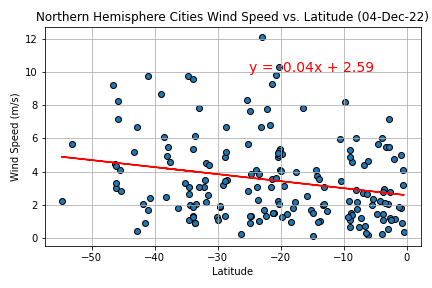 Northern Hemisphere Cities Wind Speed vs. Latitude (04-Dec-22)
12
10
8
6
4
2
0
Wind Speed (m/s)
y = -0.04x + 2.59
−50 −40 −30 −20 −10 0
Latitude